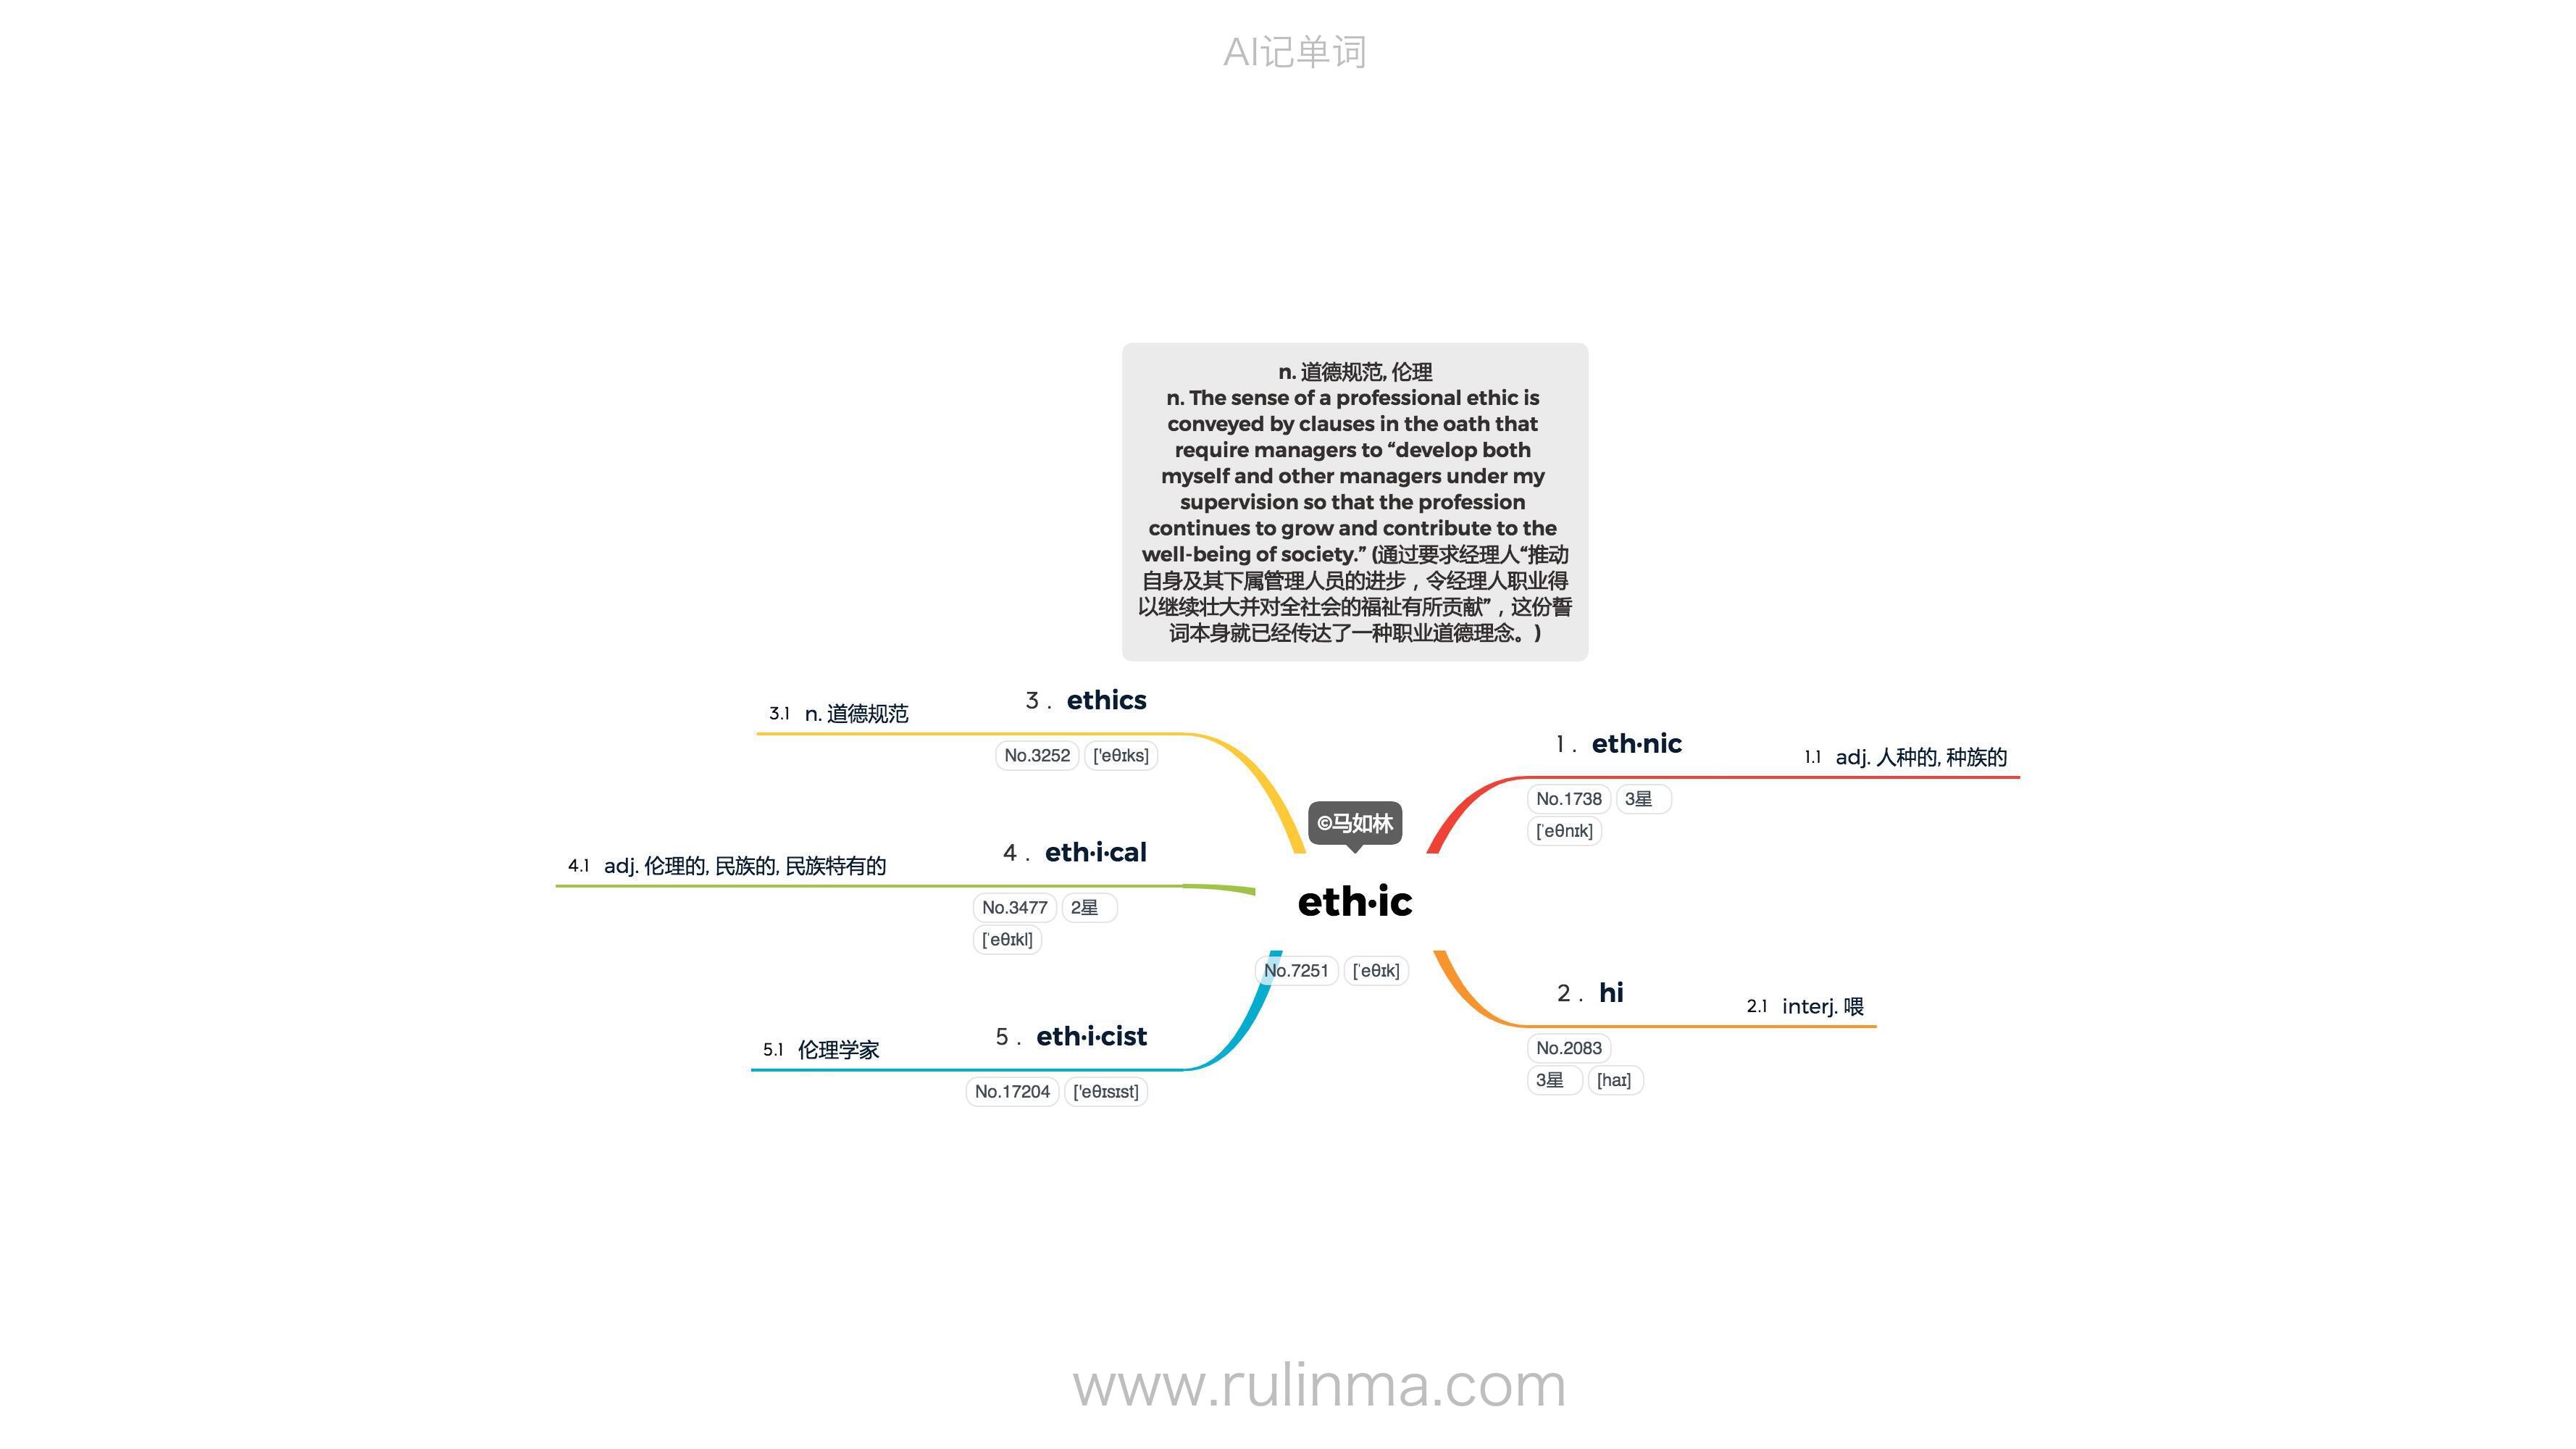 AI记单词
n. 道德规范, 伦理
n. The sense of a professional ethic is
conveyed by clauses in the oath that
require managers to “develop both
myself and other managers under my
supervision so that the profession
continues to grow and contribute to the
well-being of society.” (通过要求经理人“推动
自身及其下属管理人员的进步，令经理人职业得
以继续壮大并对全社会的福祉有所贡献”，这份誓
词本身就已经传达了一种职业道德理念。)
©马如林
eth·ic
No.7251 [ˈeθɪk]
1 . eth·nic
1.1 adj. 人种的, 种族的
No.1738 3星
[ˈeθnɪk]
2 . hi
2.1 interj. 喂
No.2083
3星 [haɪ]
3 . ethics
3.1 n. 道德规范
No.3252 ['eθɪks]
4 . eth·i·cal
4.1 adj. 伦理的, 民族的, 民族特有的
No.3477 2星
[ˈeθɪkl]
5 . eth·i·cist
5.1 伦理学家
No.17204 ['eθɪsɪst]
www.rulinma.com